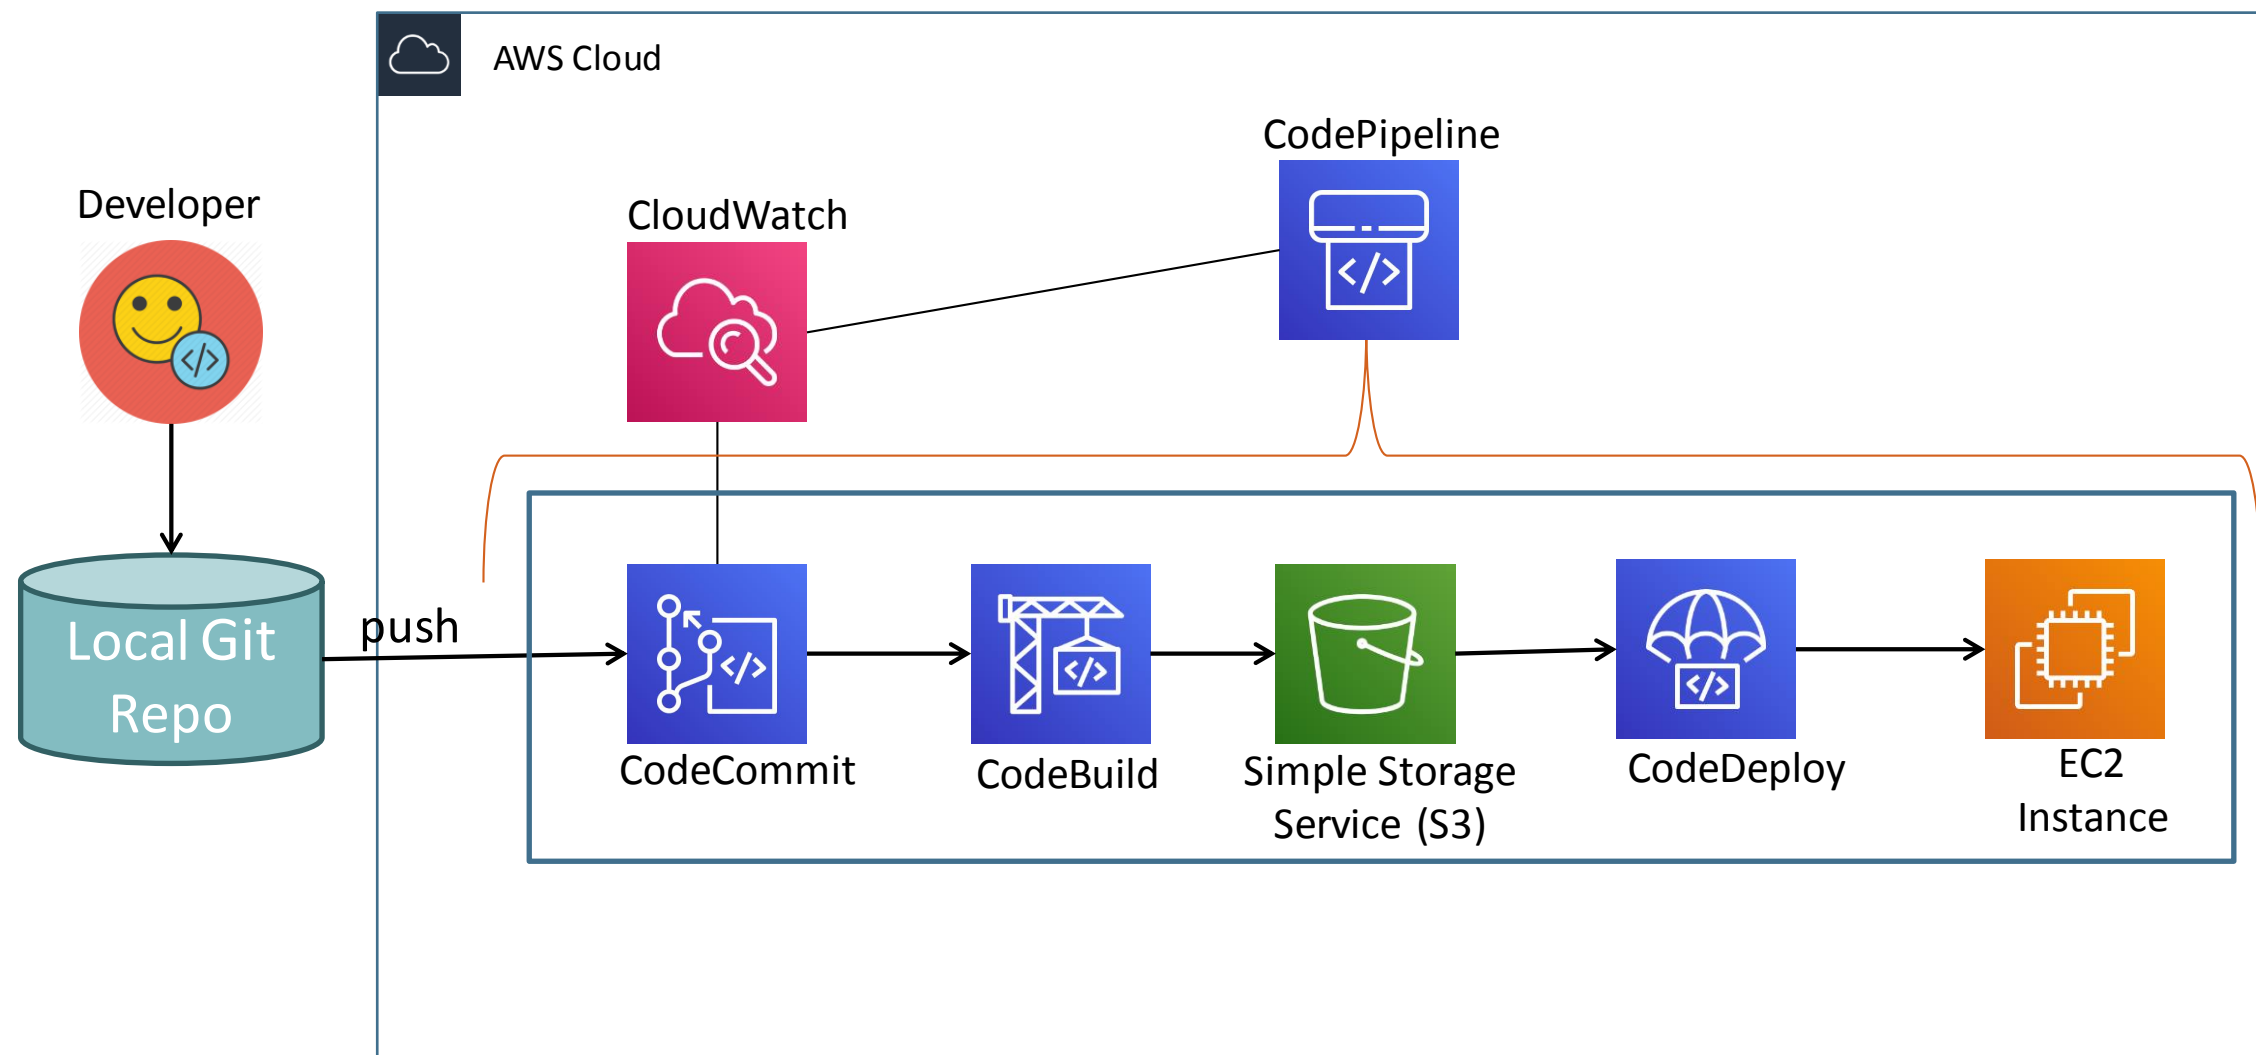 AWS Cloud
CodePipeline
Developer
CloudWatch
Local Git
Repo
push
CodeCommit
CodeBuild
Simple Storage
Service (S3)
CodeDeploy
EC2
Instance